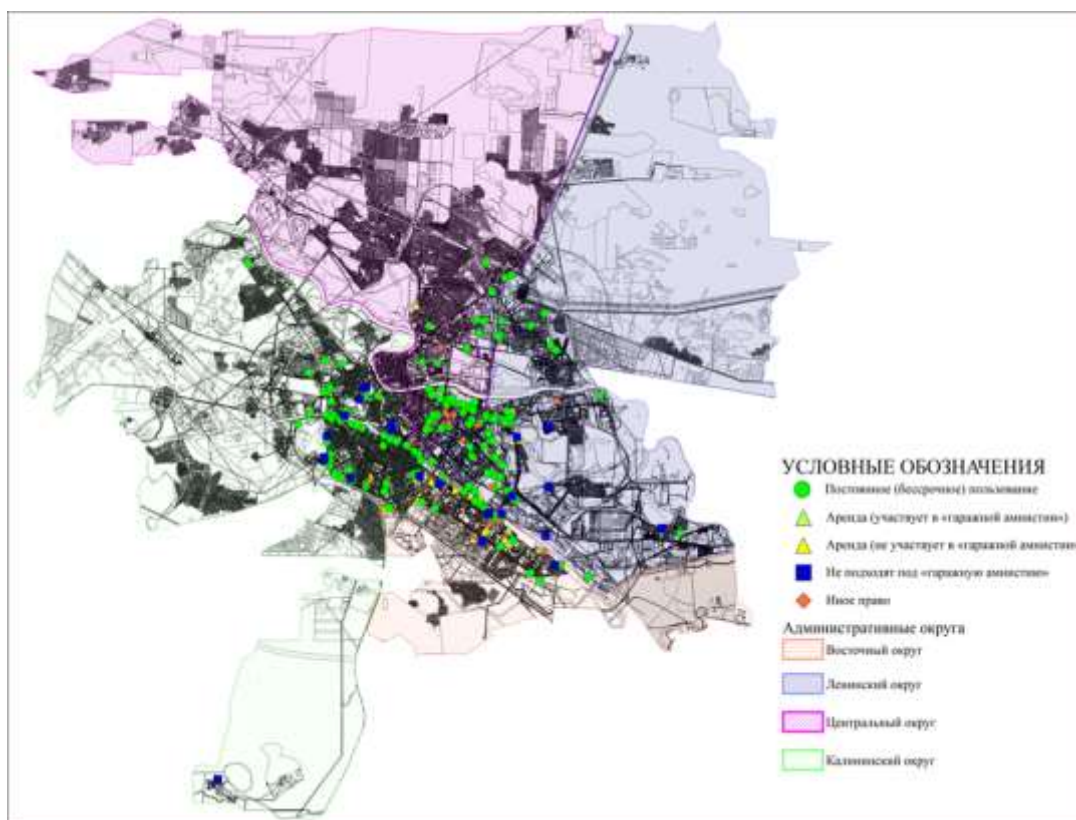 УСЛОВНЫЕ ОБОЗНАЧЕНИЯ
Постоянное (бессрочное) пользование
Аренда (участвует в «гаражной амнистии»)
Аренда (не участвует в «гаражной амнистии»
Не подходят под «гаражную амнистию»
Иное право
Административные округа
Восточный округ
Ленинский округ
Центральный округ
Калининский округ